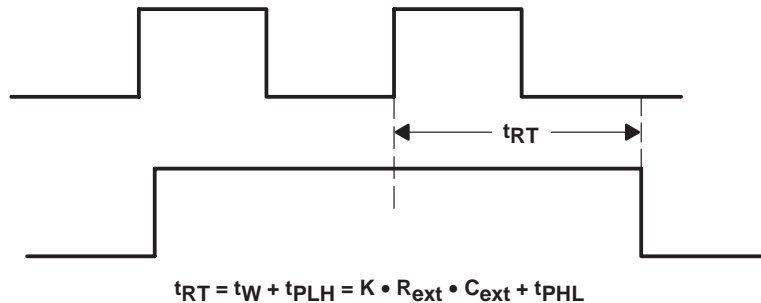 tRT
tRT = tW + tPLH = K • Rext • Cext + tPHL